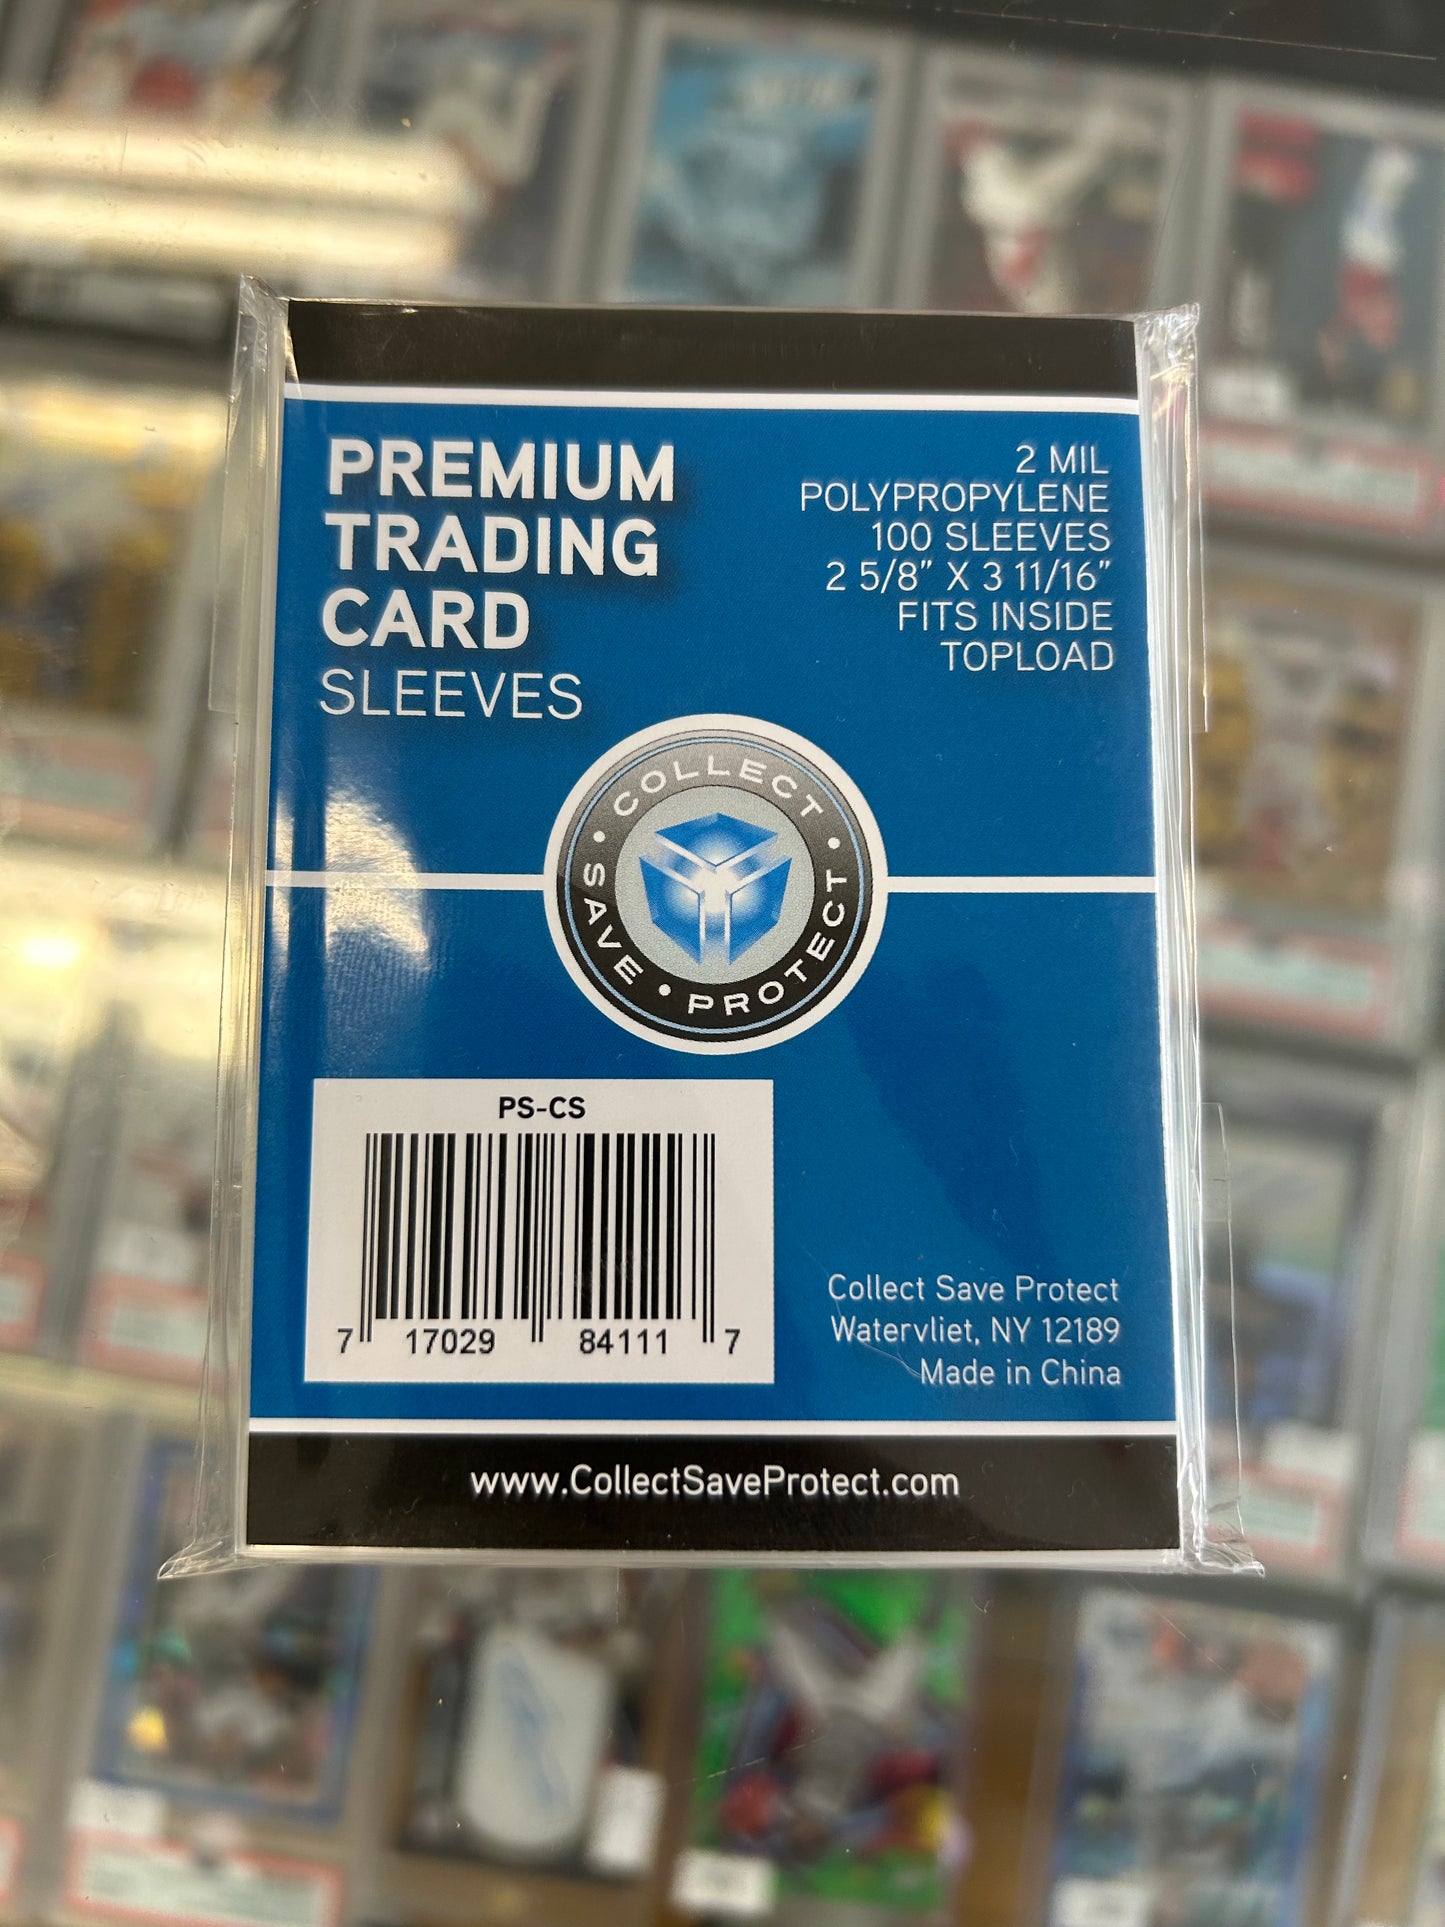 PREMIUM
TRADING
CARD
SLEEVES
2 MIL
POLYPROPYLENE
100 SLEEVES
2 5/8" X 3 11/16"
FITS INSIDE
TOPLOAD
COLLECT • PROTECT • SAVE •
PS-CS
7 17029 84111 7
Collect Save Protect
Watervliet, NY 12189
Made in China
www.CollectSaveProtect.com